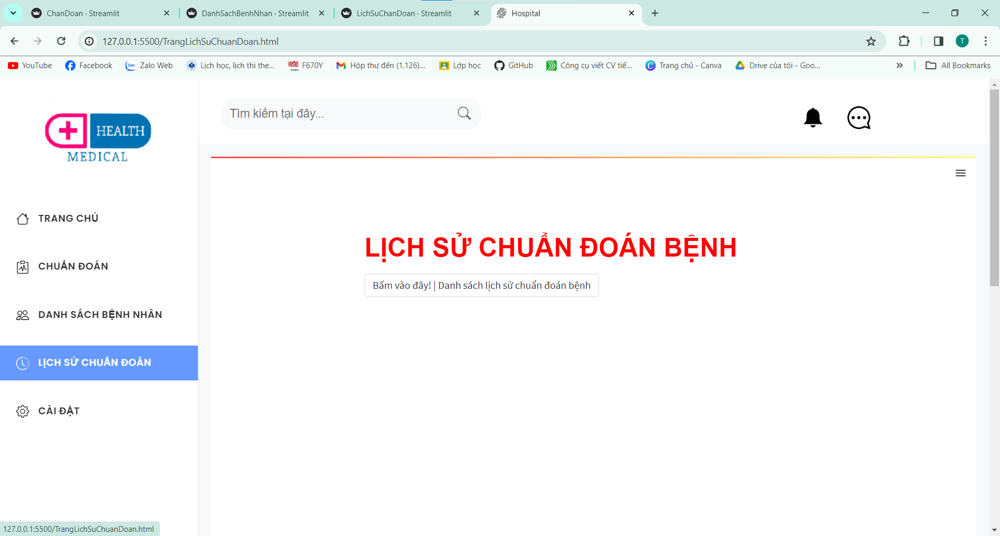 ChanDoan · Streamlit
DanhSachBenhNhan · Streamlit
LichSuChanDoan · Streamlit
Hospital
127.0.0.1:5500/TrangLichSuChuanDoan.html
T
YouTube
Facebook
Zalo Web
Lịch học, lịch thi the...
F670Y
Hộp thư đến (1.126)...
Lớp học
GitHub
Công cụ viết CV tiế...
Trang chủ - Canva
Drive của tôi - Goo...
All Bookmarks
HEALTH
MEDICAL
Tìm kiếm tại đây...
TRANG CHỦ
CHUẨN ĐOÁN
DANH SÁCH BỆNH NHÂN
LỊCH SỬ CHUẨN ĐOÁN
CÀI ĐẶT
LỊCH SỬ CHUẨN ĐOÁN BỆNH
Bấm vào đây! | Danh sách lịch sử chuẩn đoán bệnh
127.0.0.1:5500/TrangLichSuChuanDoan.html